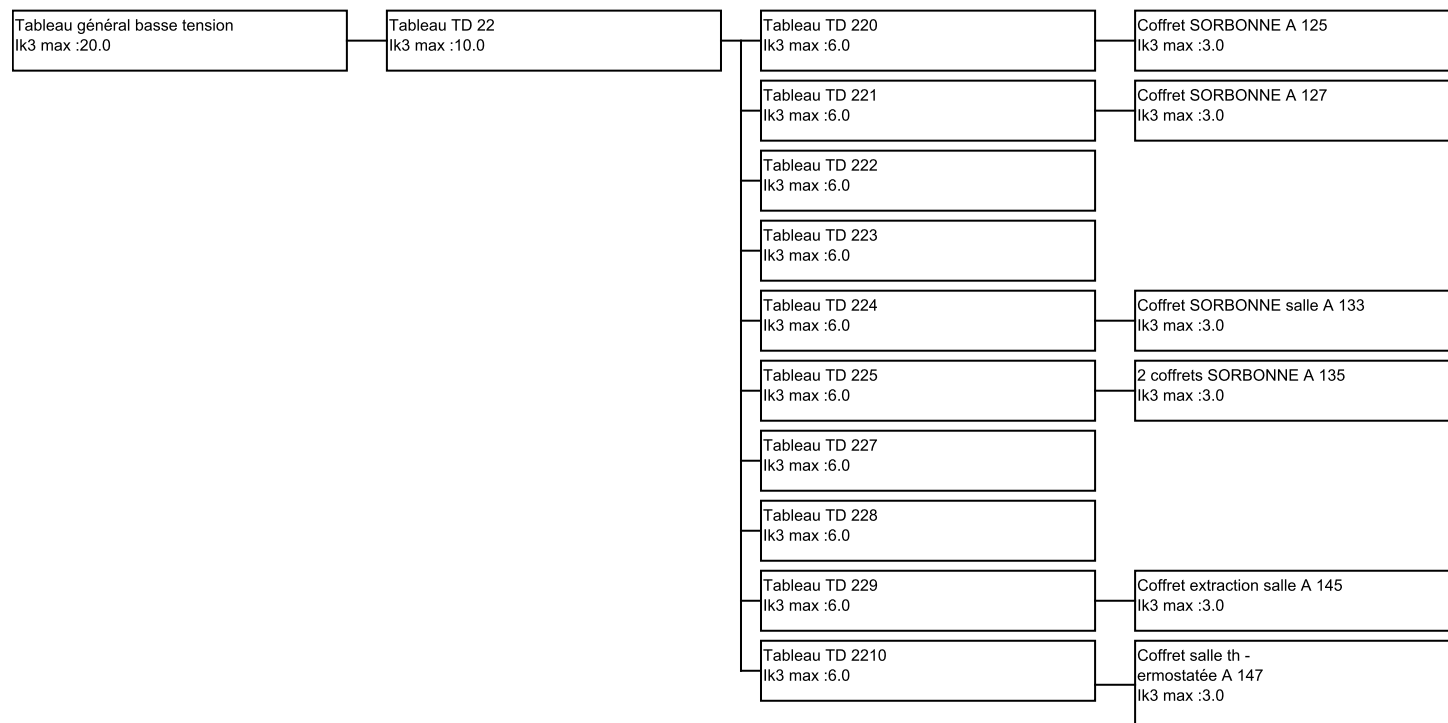 Tableau général basse tension
Ik3 max :20.0
Tableau TD 22
Ik3 max :10.0
Tableau TD 220
Ik3 max :6.0
Coffret SORBONNE A 125
Ik3 max :3.0
Tableau TD 221
Ik3 max :6.0
Coffret SORBONNE A 127
Ik3 max :3.0
Tableau TD 222
Ik3 max :6.0
Tableau TD 223
Ik3 max :6.0
Tableau TD 224
Ik3 max :6.0
Coffret SORBONNE salle A 133
Ik3 max :3.0
Tableau TD 225
Ik3 max :6.0
2 coffrets SORBONNE A 135
Ik3 max :3.0
Tableau TD 227
Ik3 max :6.0
Tableau TD 228
Ik3 max :6.0
Tableau TD 229
Ik3 max :6.0
Coffret extraction salle A 145
Ik3 max :3.0
Tableau TD 2210
Ik3 max :6.0
Coffret salle th -
ermostatée A 147
Ik3 max :3.0